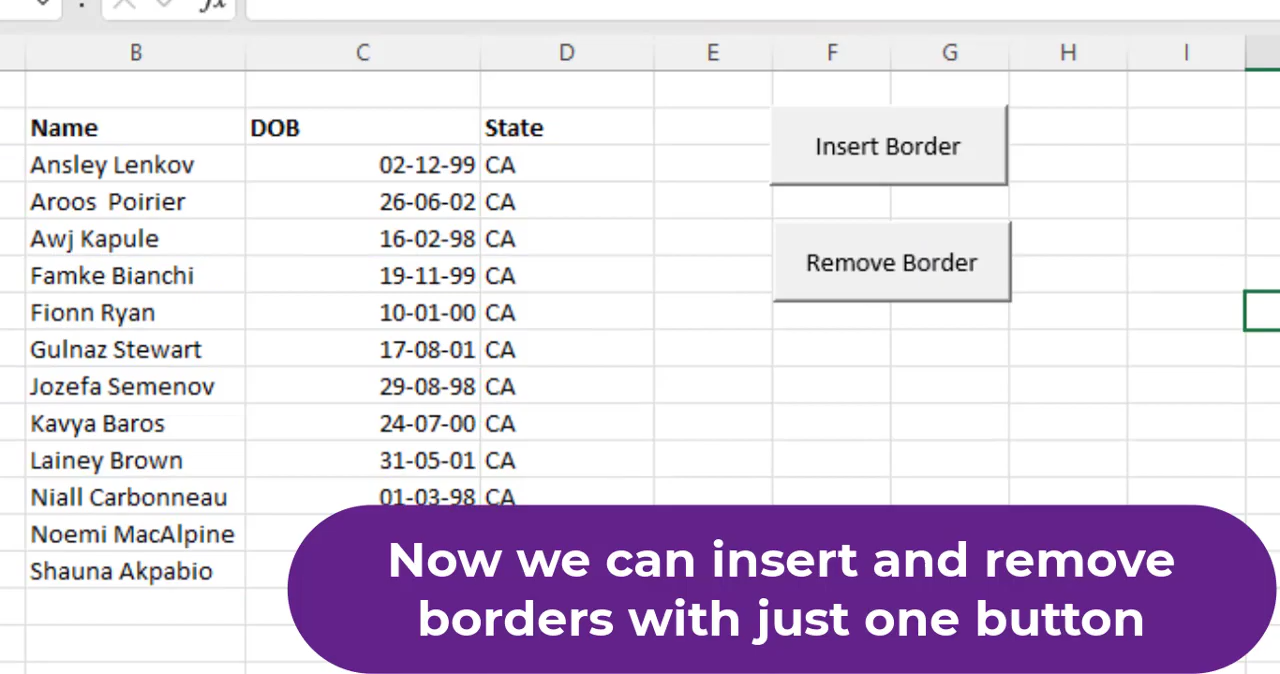 fx
B C D E F G H I
Name DOB State
Insert Border
Ansley Lenkov 02-12-99 CA
Aroos  Poirier 26-06-02 CA
Awj Kapule 16-02-98 CA
Remove Border
Famke Bianchi 19-11-99 CA
Fionn Ryan 10-01-00 CA
Gulnaz Stewart 17-08-01 CA
Jozefa Semenov 29-08-98 CA
Kavya Baros 24-07-00 CA
Lainey Brown 31-05-01 CA
Niall Carbonneau 01-03-98 CA
Noemi MacAlpine
Shauna Akpabio
Now we can insert and remove
borders with just one button